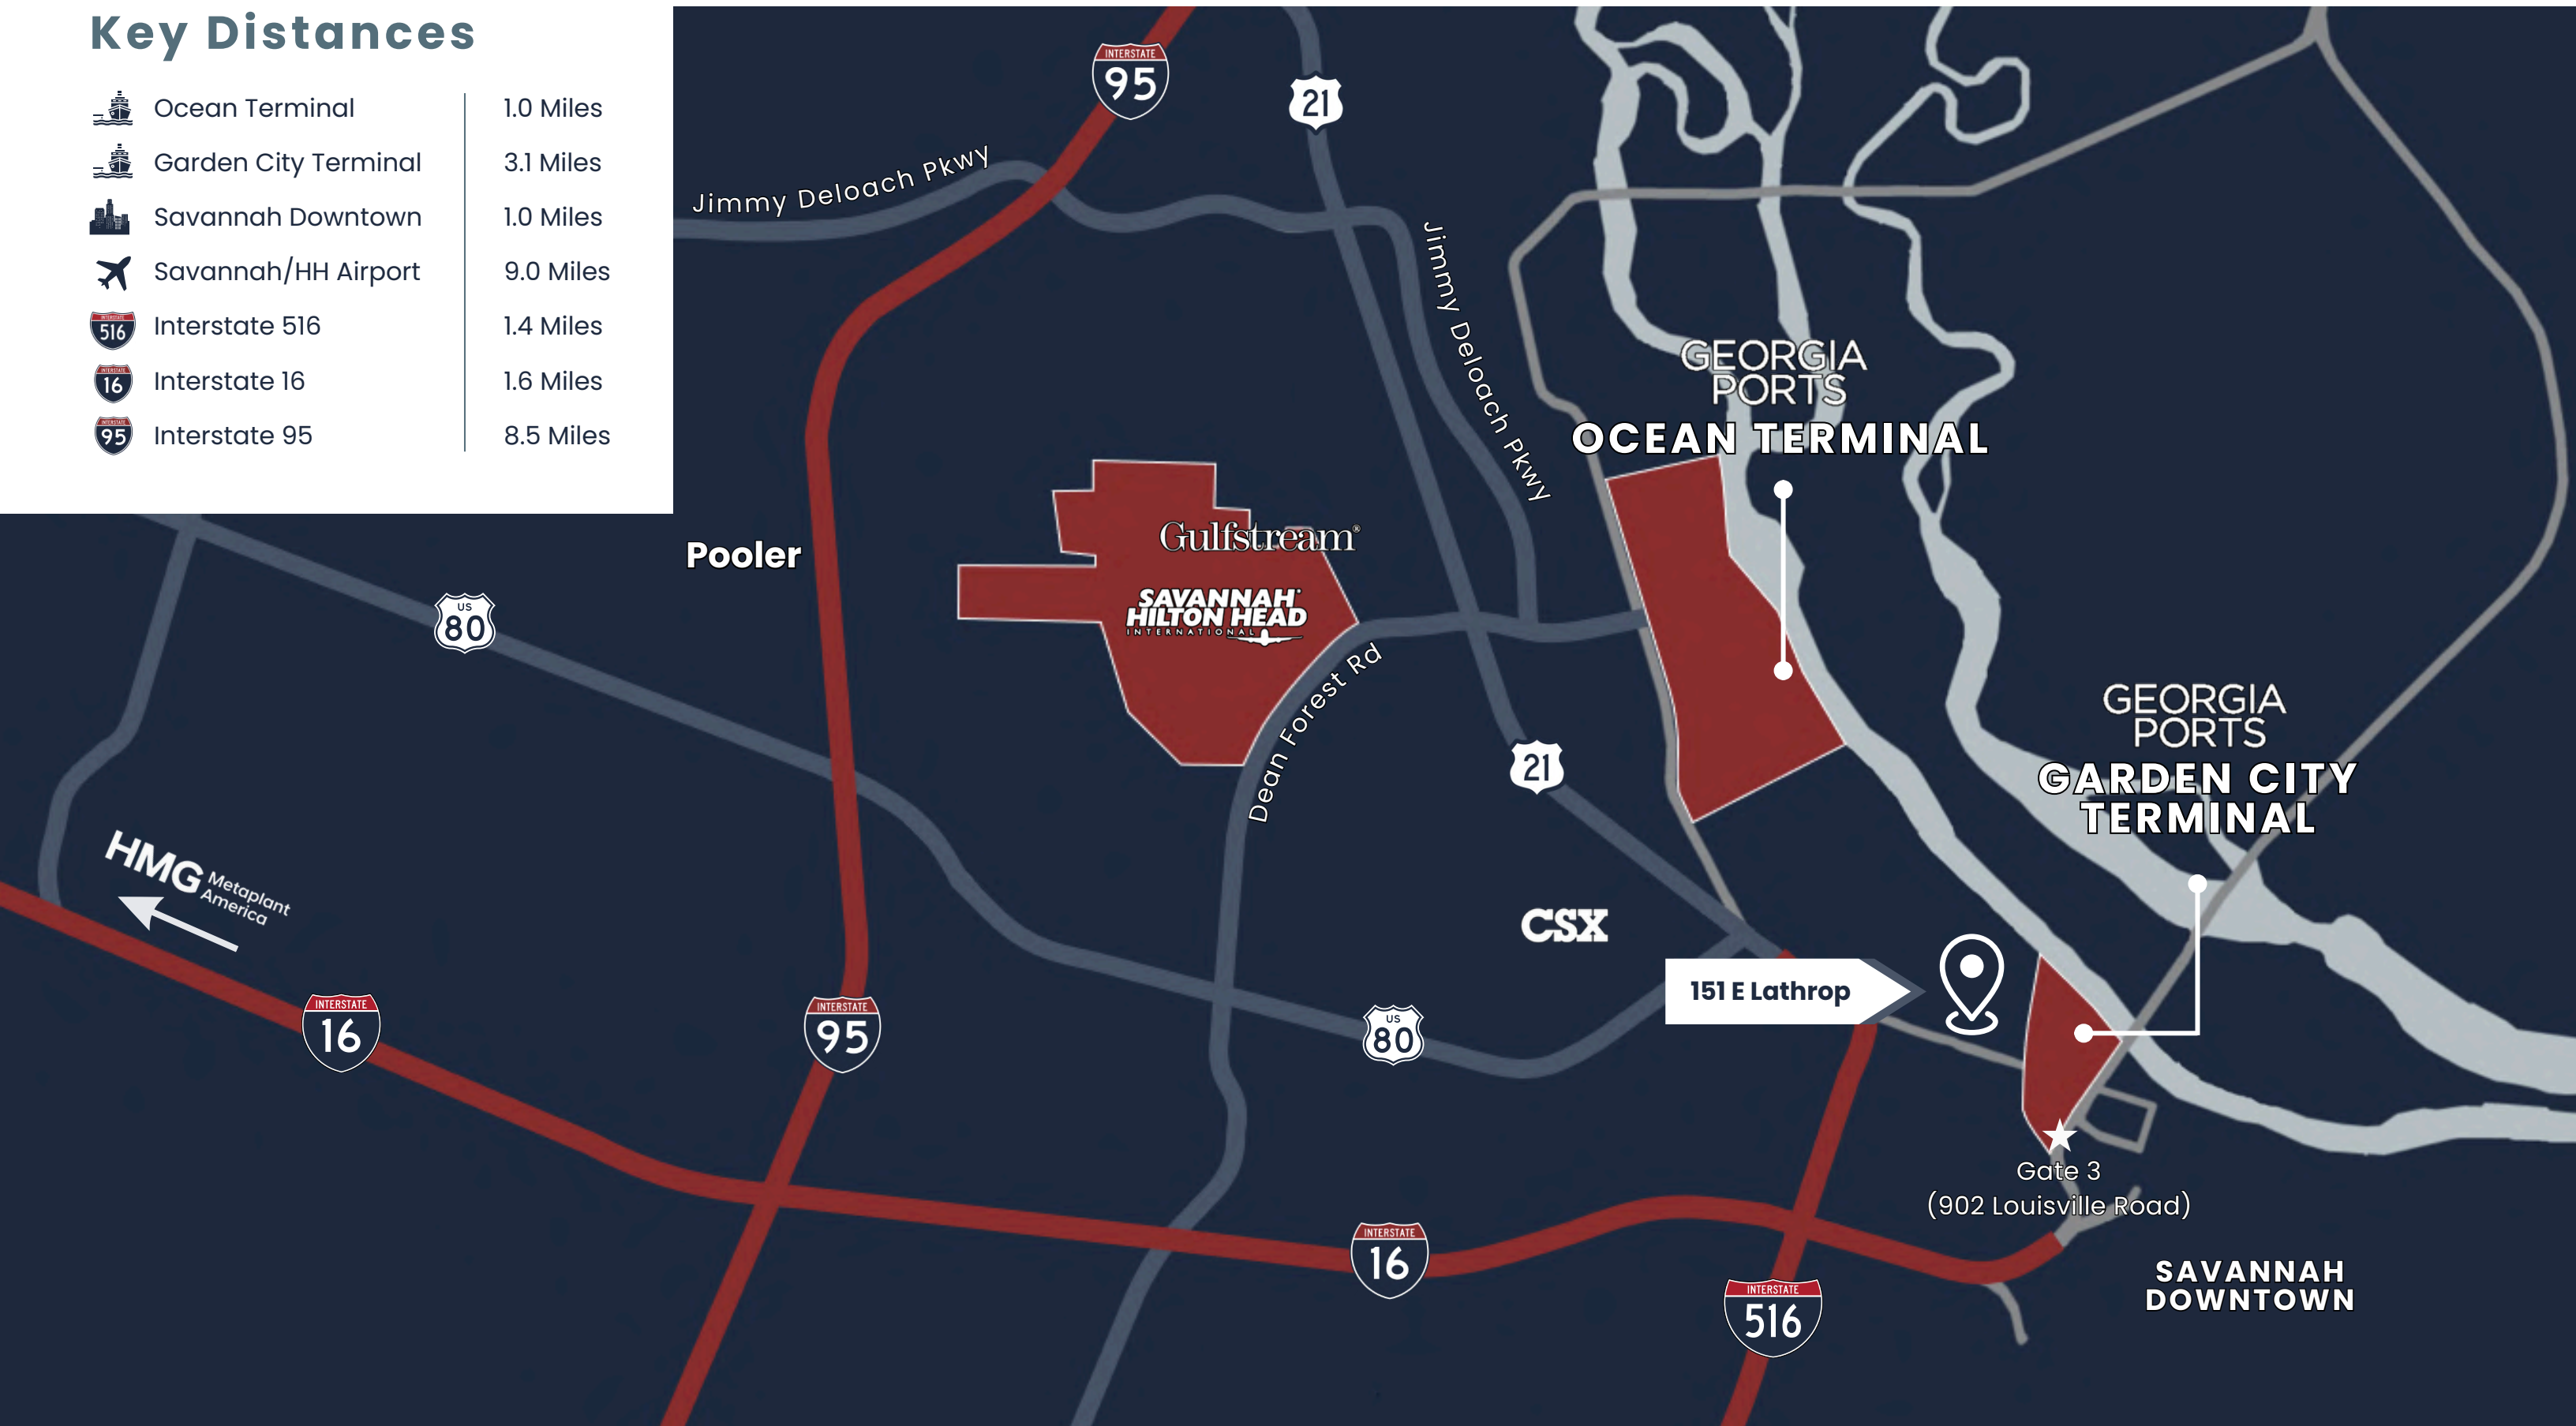 Key Distances
Ocean Terminal 1.0 Miles
Garden City Terminal 3.1 Miles
Savannah Downtown 1.0 Miles
Savannah/HH Airport 9.0 Miles
INTERSTATE 516 Interstate 516 1.4 Miles
INTERSTATE 16 Interstate 16 1.6 Miles
INTERSTATE 95 Interstate 95 8.5 Miles
INTERSTATE
95
21
Jimmy Deloach Pkwy
Jimmy Deloach Pkwy
GEORGIA
PORTS
OCEAN TERMINAL
Pooler
Gulfstream®
SAVANNAH
HILTON HEAD
INTERNATIONAL
US
80
Dean Forest Rd
21
GEORGIA
PORTS
GARDEN CITY
TERMINAL
HMG Metaplant
America
CSX
151 E Lathrop
INTERSTATE
16
INTERSTATE
95
US
80
Gate 3
(902 Louisville Road)
INTERSTATE
16
INTERSTATE
516
SAVANNAH
DOWNTOWN